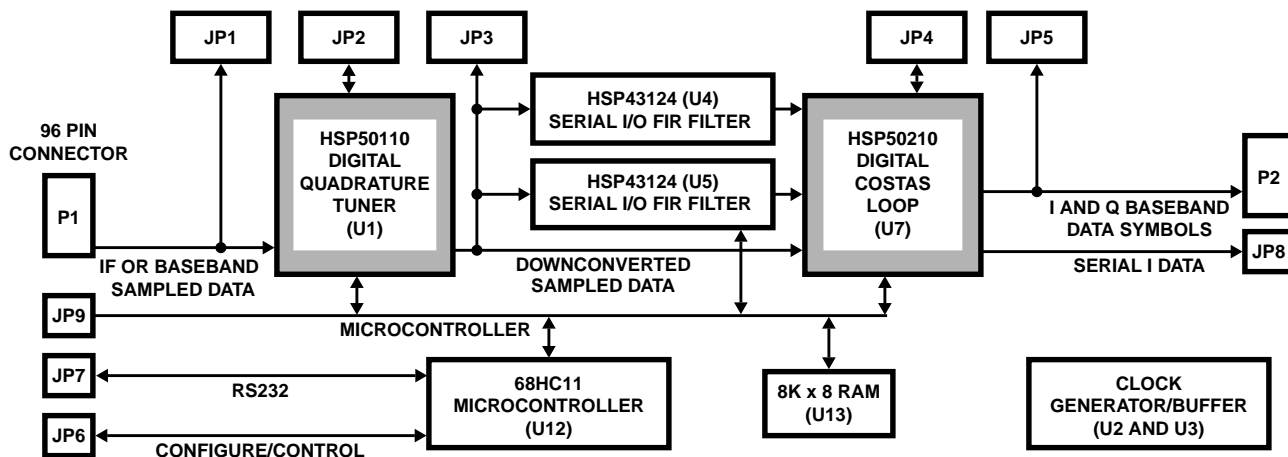 JP1
JP2
JP3
JP4
JP5
96 PIN
CONNECTOR
P1
HSP50110
DIGITAL
QUADRATURE
TUNER
(U1)
HSP43124 (U4)
SERIAL I/O FIR FILTER
HSP43124 (U5)
SERIAL I/O FIR FILTER
HSP50210
DIGITAL
COSTAS
LOOP
(U7)
P2
I AND Q BASEBAND
DATA SYMBOLS
JP8
SERIAL I DATA
IF OR BASEBAND
SAMPLED DATA
DOWNCONVERTED
SAMPLED DATA
JP9
MICROCONTROLLER
JP7
RS232
JP6
CONFIGURE/CONTROL
68HC11
MICROCONTROLLER
(U12)
8K x 8 RAM
(U13)
CLOCK
GENERATOR/BUFFER
(U2 AND U3)